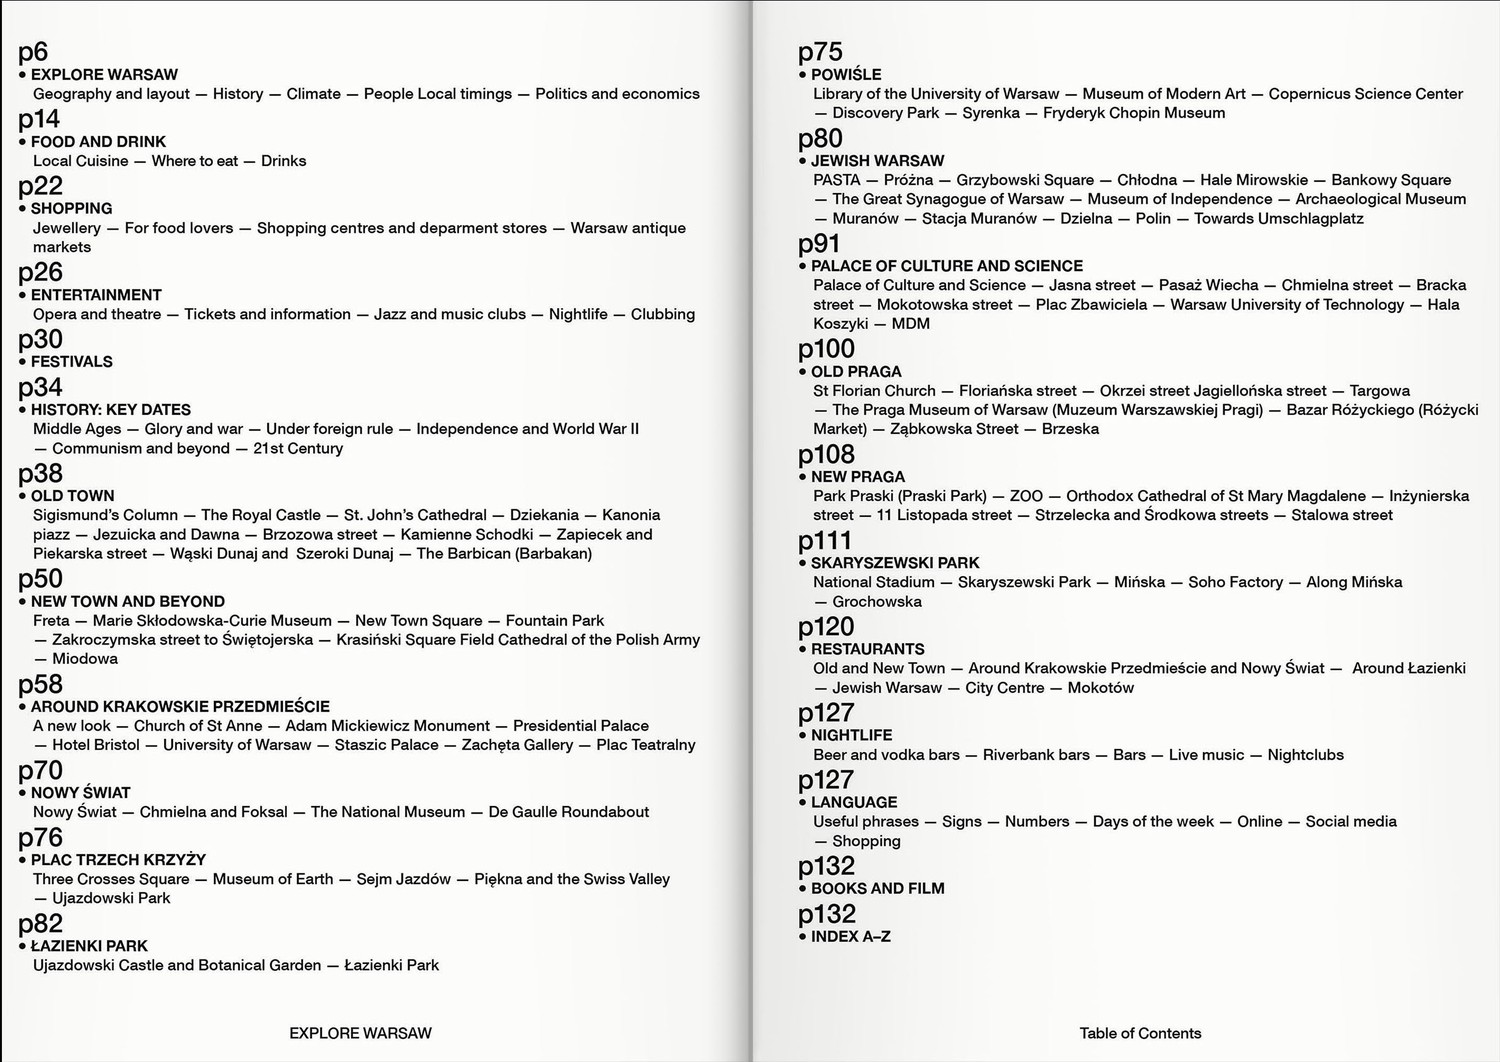 p6
• EXPLORE WARSAW
Geography and layout — History — Climate — People Local timings — Politics and economics
p14
• FOOD AND DRINK
Local Cuisine — Where to eat — Drinks
p22
• SHOPPING
Jewellery — For food lovers — Shopping centres and deparment stores — Warsaw antique
markets
p26
• ENTERTAINMENT
Opera and theatre — Tickets and information — Jazz and music clubs — Nightlife — Clubbing
p30
• FESTIVALS
p34
• HISTORY: KEY DATES
Middle Ages — Glory and war — Under foreign rule — Independence and World War II
— Communism and beyond — 21st Century
p38
• OLD TOWN
Sigismund's Column — The Royal Castle — St. John's Cathedral — Dziekania — Kanonia
piazz — Jezuicka and Dawna — Brzozowa street — Kamienne Schodki — Zapiecek and
Piekarska street — Wąski Dunaj and Szeroki Dunaj — The Barbican (Barbakan)
p50
• NEW TOWN AND BEYOND
Freta — Marie Skłodowska-Curie Museum — New Town Square — Fountain Park
— Zakroczymska street to Świętojerska — Krasiński Square Field Cathedral of the Polish Army
— Miodowa
p58
• AROUND KRAKOWSKIE PRZEDMIEŚCIE
A new look — Church of St Anne — Adam Mickiewicz Monument — Presidential Palace
— Hotel Bristol — University of Warsaw — Staszic Palace — Zachęta Gallery — Plac Teatralny
p70
• NOWY ŚWIAT
Nowy Świat — Chmielna and Foksal — The National Museum — De Gaulle Roundabout
p76
• PLAC TRZECH KRZYŻY
Three Crosses Square — Museum of Earth — Sejm Jazdów — Piękna and the Swiss Valley
— Ujazdowski Park
p82
• ŁAZIENKI PARK
Ujazdowski Castle and Botanical Garden — Łazienki Park
EXPLORE WARSAW
p75
• POWIŚLE
Library of the University of Warsaw — Museum of Modern Art — Copernicus Science Center
— Discovery Park — Syrenka — Fryderyk Chopin Museum
p80
• JEWISH WARSAW
PASTA — Próżna — Grzybowski Square — Chłodna — Hale Mirowskie — Bankowy Square
— The Great Synagogue of Warsaw — Museum of Independence — Archaeological Museum
— Muranów — Stacja Muranów — Dzielna — Polin — Towards Umschlagplatz
p91
• PALACE OF CULTURE AND SCIENCE
Palace of Culture and Science — Jasna street — Pasaż Wiecha — Chmielna street — Bracka
street — Mokotowska street — Plac Zbawiciela — Warsaw University of Technology — Hala
Koszyki — MDM
p100
• OLD PRAGA
St Florian Church — Floriańska street — Okrzei street Jagiellońska street — Targowa
— The Praga Museum of Warsaw (Muzeum Warszawskiej Pragi) — Bazar Różyckiego (Różycki
Market) — Ząbkowska Street — Brzeska
p108
• NEW PRAGA
Park Praski (Praski Park) — ZOO — Orthodox Cathedral of St Mary Magdalene — Inżynierska
street — 11 Listopada street — Strzelecka and Środkowa streets — Stalowa street
p111
• SKARYSZEWSKI PARK
National Stadium — Skaryszewski Park — Mińska — Soho Factory — Along Mińska
— Grochowska
p120
• RESTAURANTS
Old and New Town — Around Krakowskie Przedmieście and Nowy Świat — Around Łazienki
— Jewish Warsaw — City Centre — Mokotów
p127
• NIGHTLIFE
Beer and vodka bars — Riverbank bars — Bars — Live music — Nightclubs
p127
• LANGUAGE
Useful phrases — Signs — Numbers — Days of the week — Online — Social media
— Shopping
p132
• BOOKS AND FILM
p132
• INDEX A–Z
Table of Contents